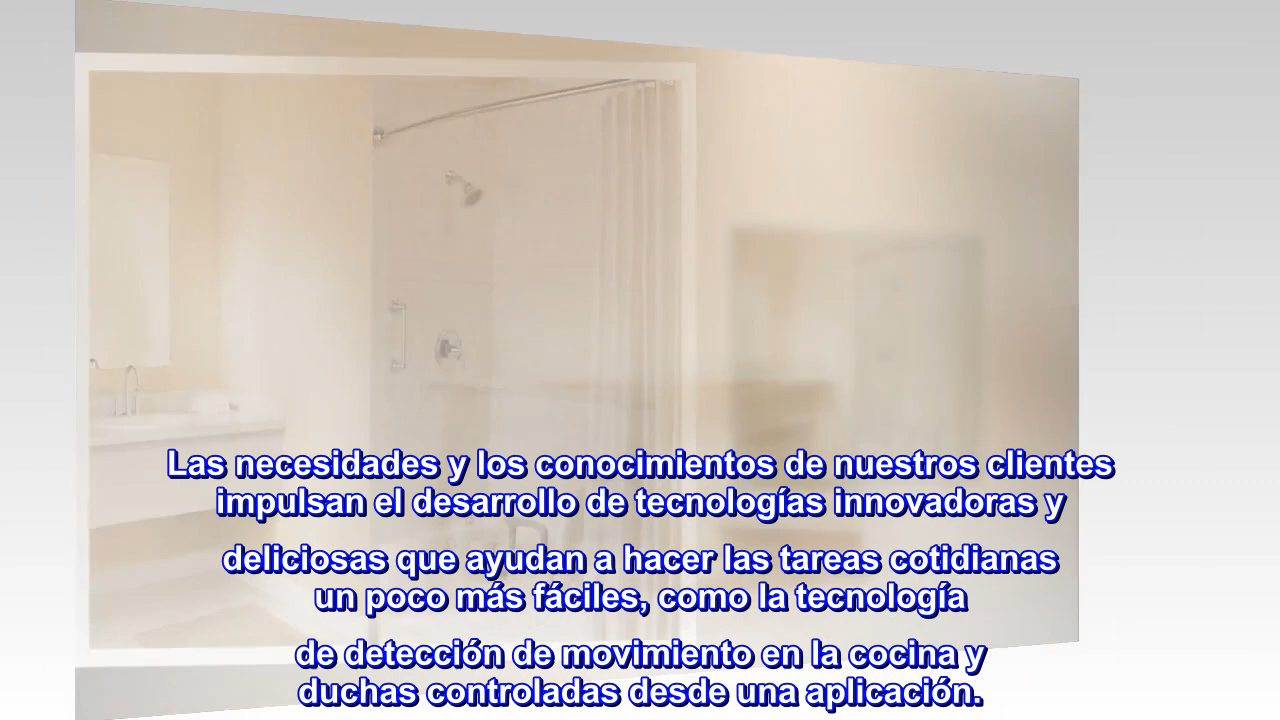 Las necesidades y los conocimientos de nuestros clientes
impulsan el desarrollo de tecnologías innovadoras y
deliciosas que ayudan a hacer las tareas cotidianas
un poco más fáciles, como la tecnología
de detección de movimiento en la cocina y
duchas controladas desde una aplicación.